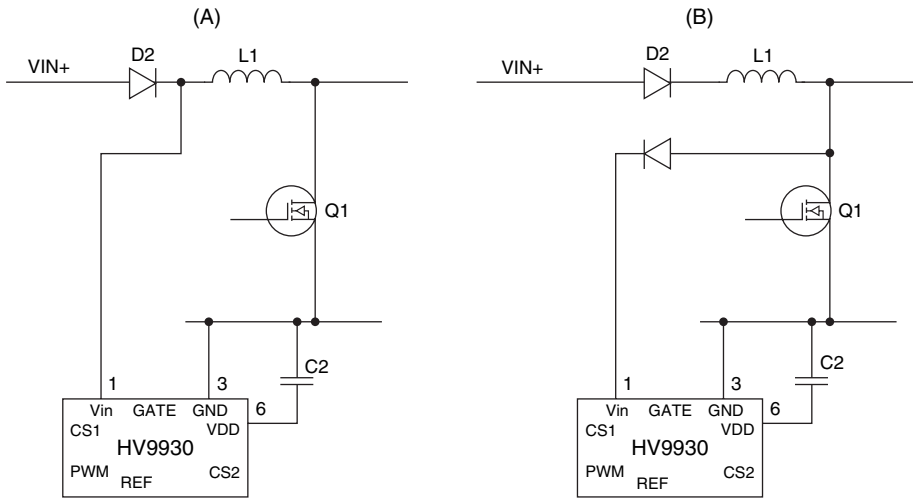 (A)
D2
L1
VIN+
Q1
C2
1
3
6
Vin
GATE
GND
VDD
CS1
HV9930
PWM
REF
CS2
(B)
D2
L1
VIN+
Q1
C2
1
3
6
Vin
GATE
GND
VDD
CS1
HV9930
PWM
REF
CS2